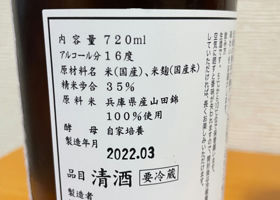 内容量 720ml
アルコール分 16度
原材料名 米(国産)、米麹(国産米)
精米歩合 35%
原料米 兵庫県産山田錦
100%使用
酵母 自家培養
製造年月
2022.03
品目 清酒 要冷蔵
製造者